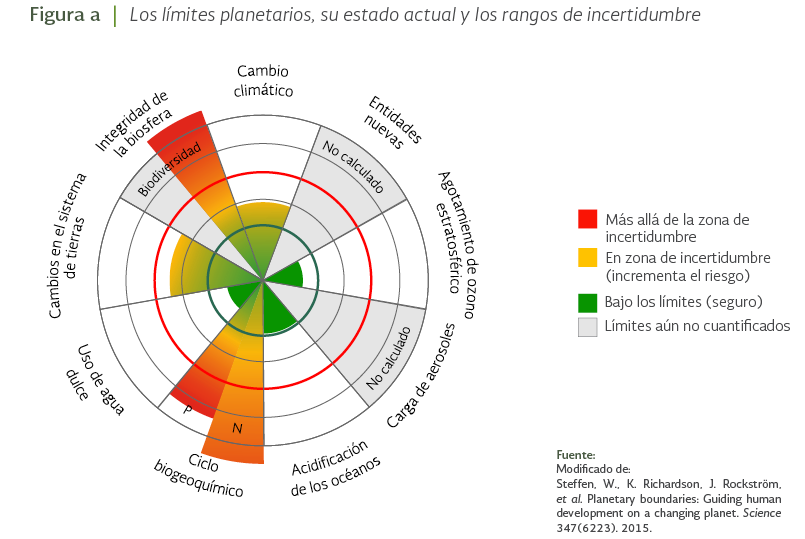 Figura a | Los límites planetarios, su estado actual y los rangos de incertidumbre
Cambio
climático
Entidades
nuevas
No calculado
Agotamiento de ozono
estratosférico
Carga de aerosoles
No calculado
Acidificación
de los océanos
Ciclo
biogeoquímico
P
N
Uso de agua
dulce
Cambios en el sistema
de tierras
Integridad de
la biosfera
Biodiversidad
Más allá de la zona de
incertidumbre
En zona de incertidumbre
(incrementa el riesgo)
Bajo los límites (seguro)
Límites aún no cuantificados
Fuente:
Modificado de:
Steffen, W., K. Richardson, J. Rockström,
et al. Planetary boundaries: Guiding human
development on a changing planet. Science
347(6223). 2015.